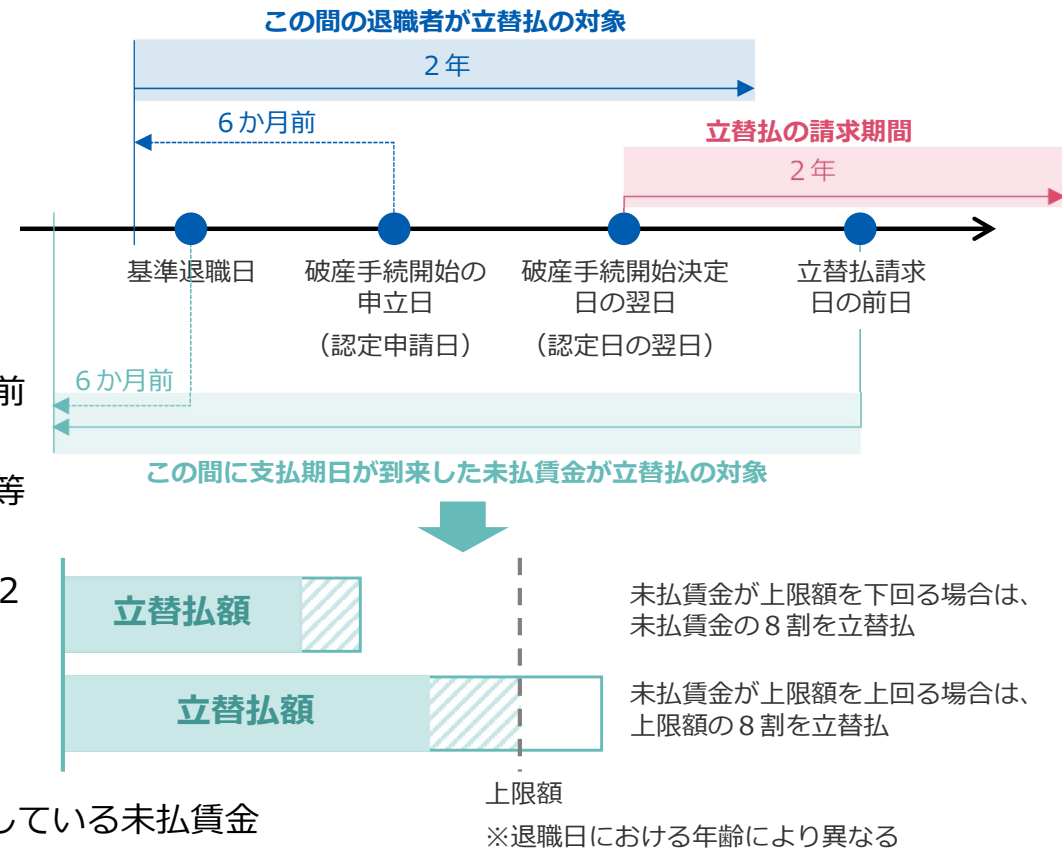 この間の退職者が立替払の対象
２年
６か月前
立替払の請求期間
２年
基準退職日
破産手続開始の
申立日
（認定申請日）
破産手続開始決定
日の翌日
（認定日の翌日）
立替払請求
日の前日
前
６か月前
この間に支払期日が到来した未払賃金が立替払の対象
等
2
立替払額
未払賃金が上限額を下回る場合は、
未払賃金の８割を立替払
立替払額
未払賃金が上限額を上回る場合は、
上限額の８割を立替払
上限額
している未払賃金
※退職日における年齢により異なる